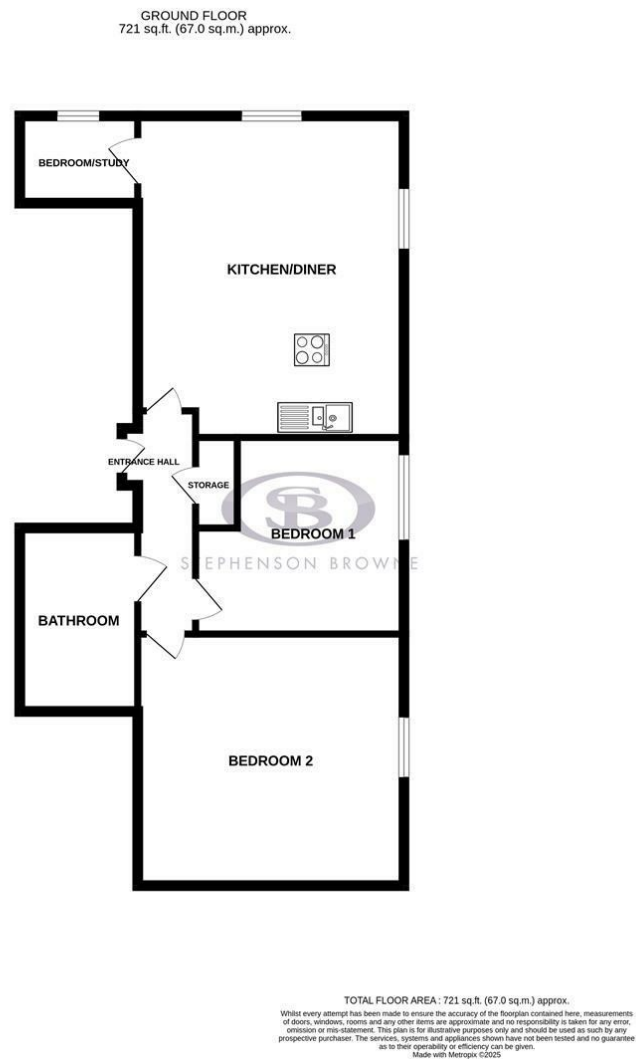 GROUND FLOOR
721 sq.ft. (67.0 sq.m.) approx.
BEDROOM/STUDY
KITCHEN/DINER
ENTRANCE HALL
STORAGE
SB
BEDROOM 1
STEPHENSON BROWNE
BATHROOM
BEDROOM 2
TOTAL FLOOR AREA : 721 sq.ft. (67.0 sq.m.) approx.
Whilst every attempt has been made to ensure the accuracy of the floorplan contained here, measurements
of doors, windows, rooms and any other items are approximate and no responsibility is taken for any error,
omission or mis-statement. This plan is for illustrative purposes only and should be used as such by any
prospective purchaser. The services, systems and appliances shown have not been tested and no guarantee
as to their operability or efficiency can be given.
Made with Metropix ©2025